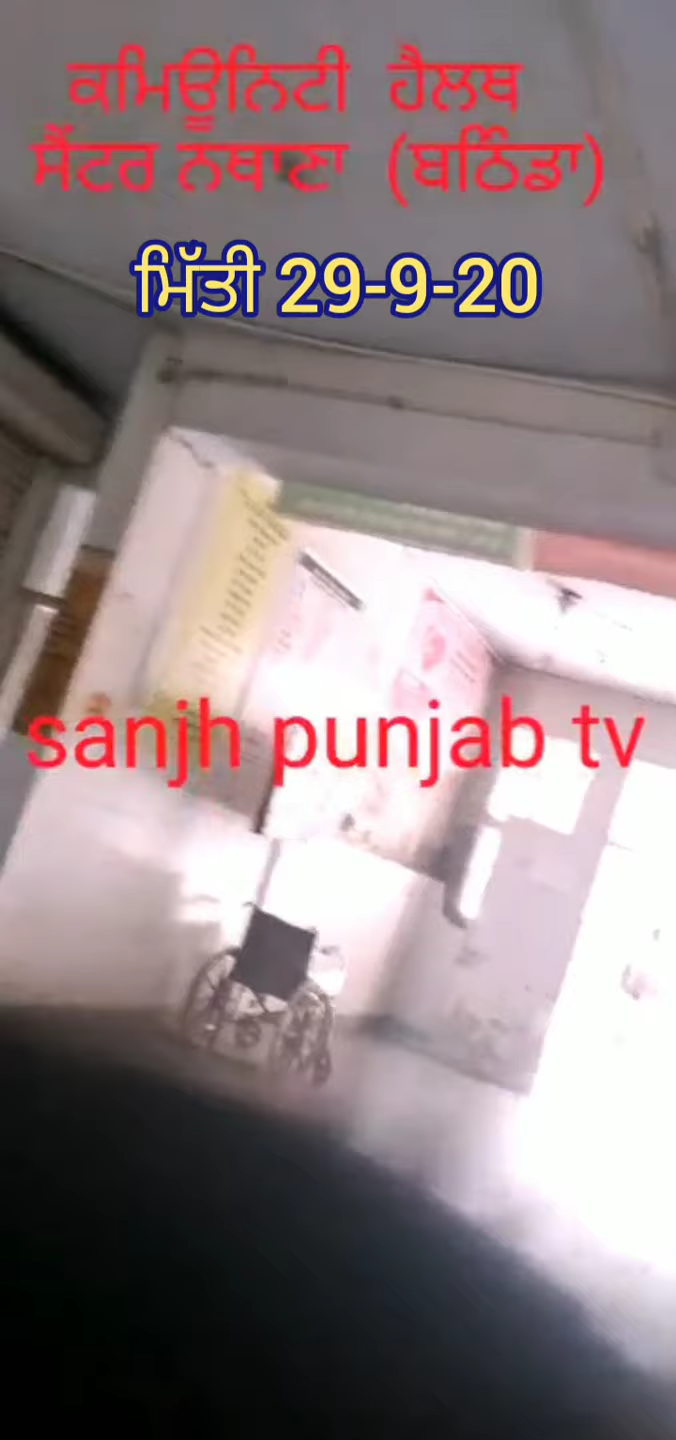 ਕਮਿਊਨਿਟੀ ਹੈਲਥ
ਸੈਂਟਰ ਨਥਾਣਾ (ਬਠਿੰਡਾ)
ਮਿੱਤੀ 29-9-20
sanjh punjab tv